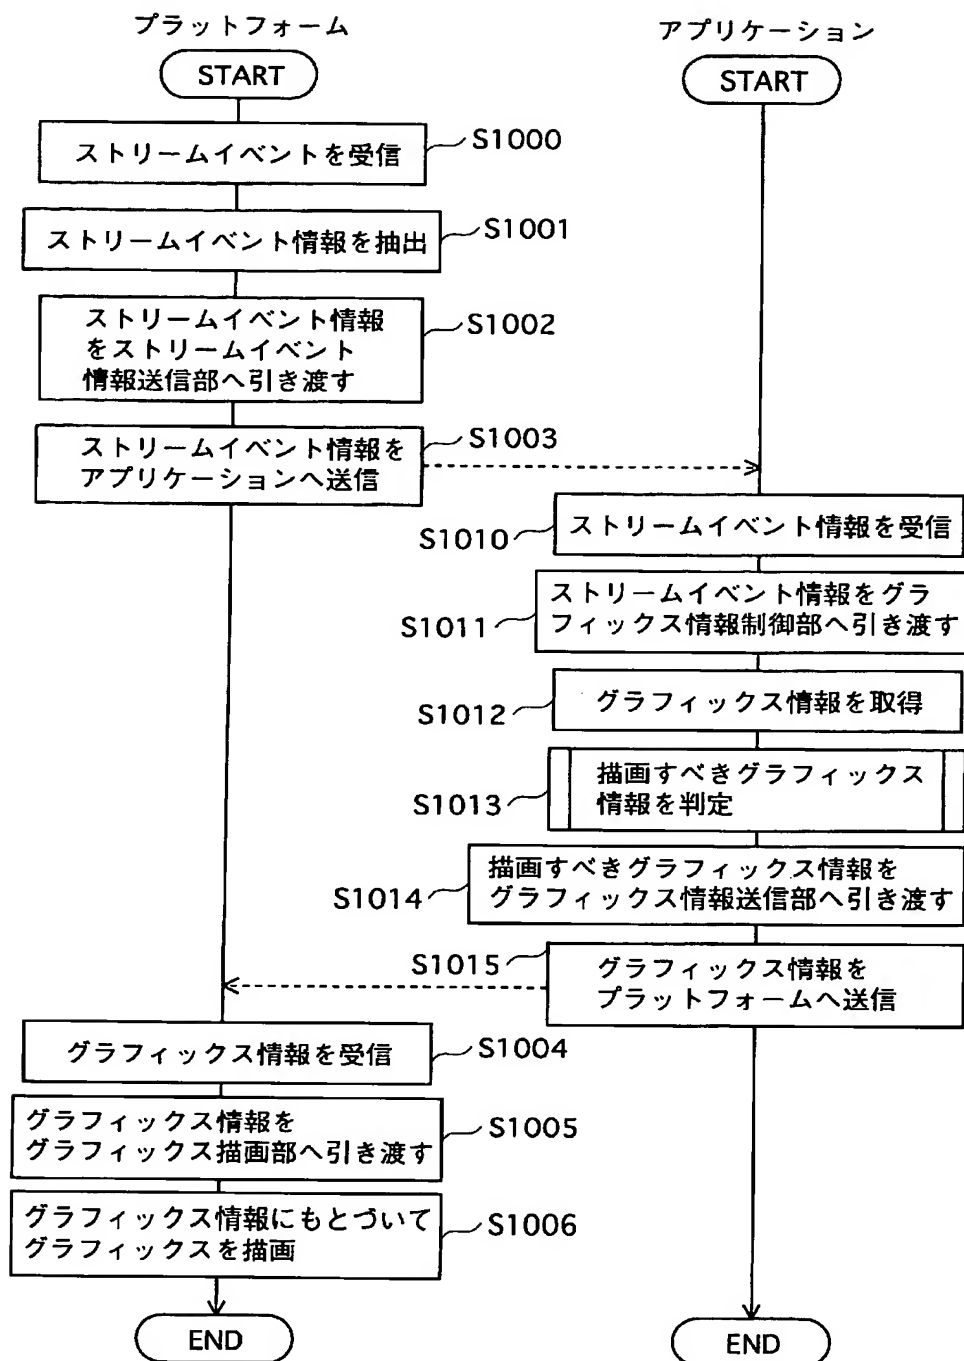 プラットフォーム
START
ストリームイベントを受信
S1000
ストリームイベント情報を抽出
S1001
ストリームイベント情報
をストリームイベント
情報送信部へ引き渡す
S1002
ストリームイベント情報を
アプリケーションへ送信
S1003
グラフィックス情報を受信
S1004
グラフィックス情報を
グラフィックス描画部へ引き渡す
S1005
グラフィックス情報にもとづいて
グラフィックスを描画
S1006
END
アプリケーション
START
S1010
ストリームイベント情報を受信
S1011
ストリームイベント情報をグラ
フィックス情報制御部へ引き渡す
S1012
グラフィックス情報を取得
S1013
描画すべきグラフィックス
情報を判定
S1014
描画すべきグラフィックス情報を
グラフィックス情報送信部へ引き渡す
S1015
グラフィックス情報を
プラットフォームへ送信
END